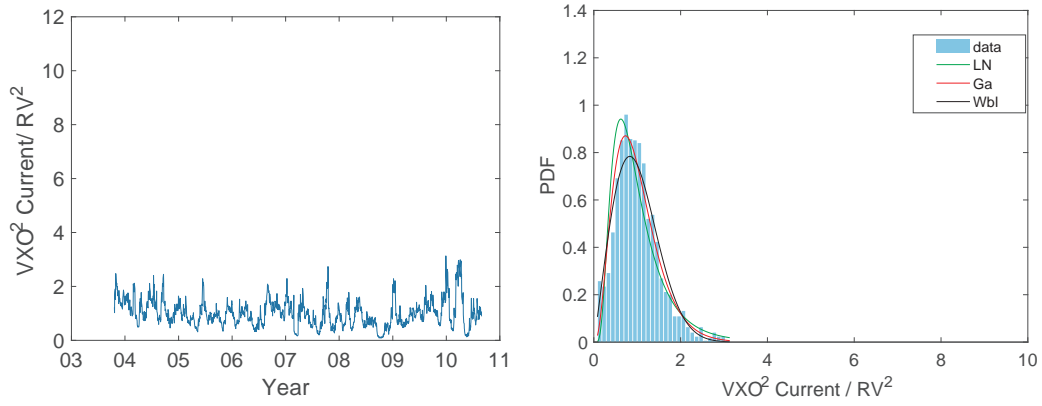 12
10
8
6
4
2
0
VXO² Current/ RV²
03 04 05 06 07 08 09 10 11
Year
1.4
1.2
1
0.8
0.6
0.4
0.2
0
PDF
data
LN
Ga
Wbl
0 2 4 6 8 10
VXO² Current / RV²